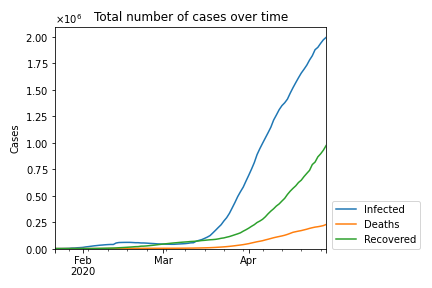 ×10⁶
Total number of cases over time
2.00
1.75
1.50
1.25
1.00
0.75
0.50
0.25
0.00
Cases
Feb
2020
Mar
Apr
Infected
Deaths
Recovered